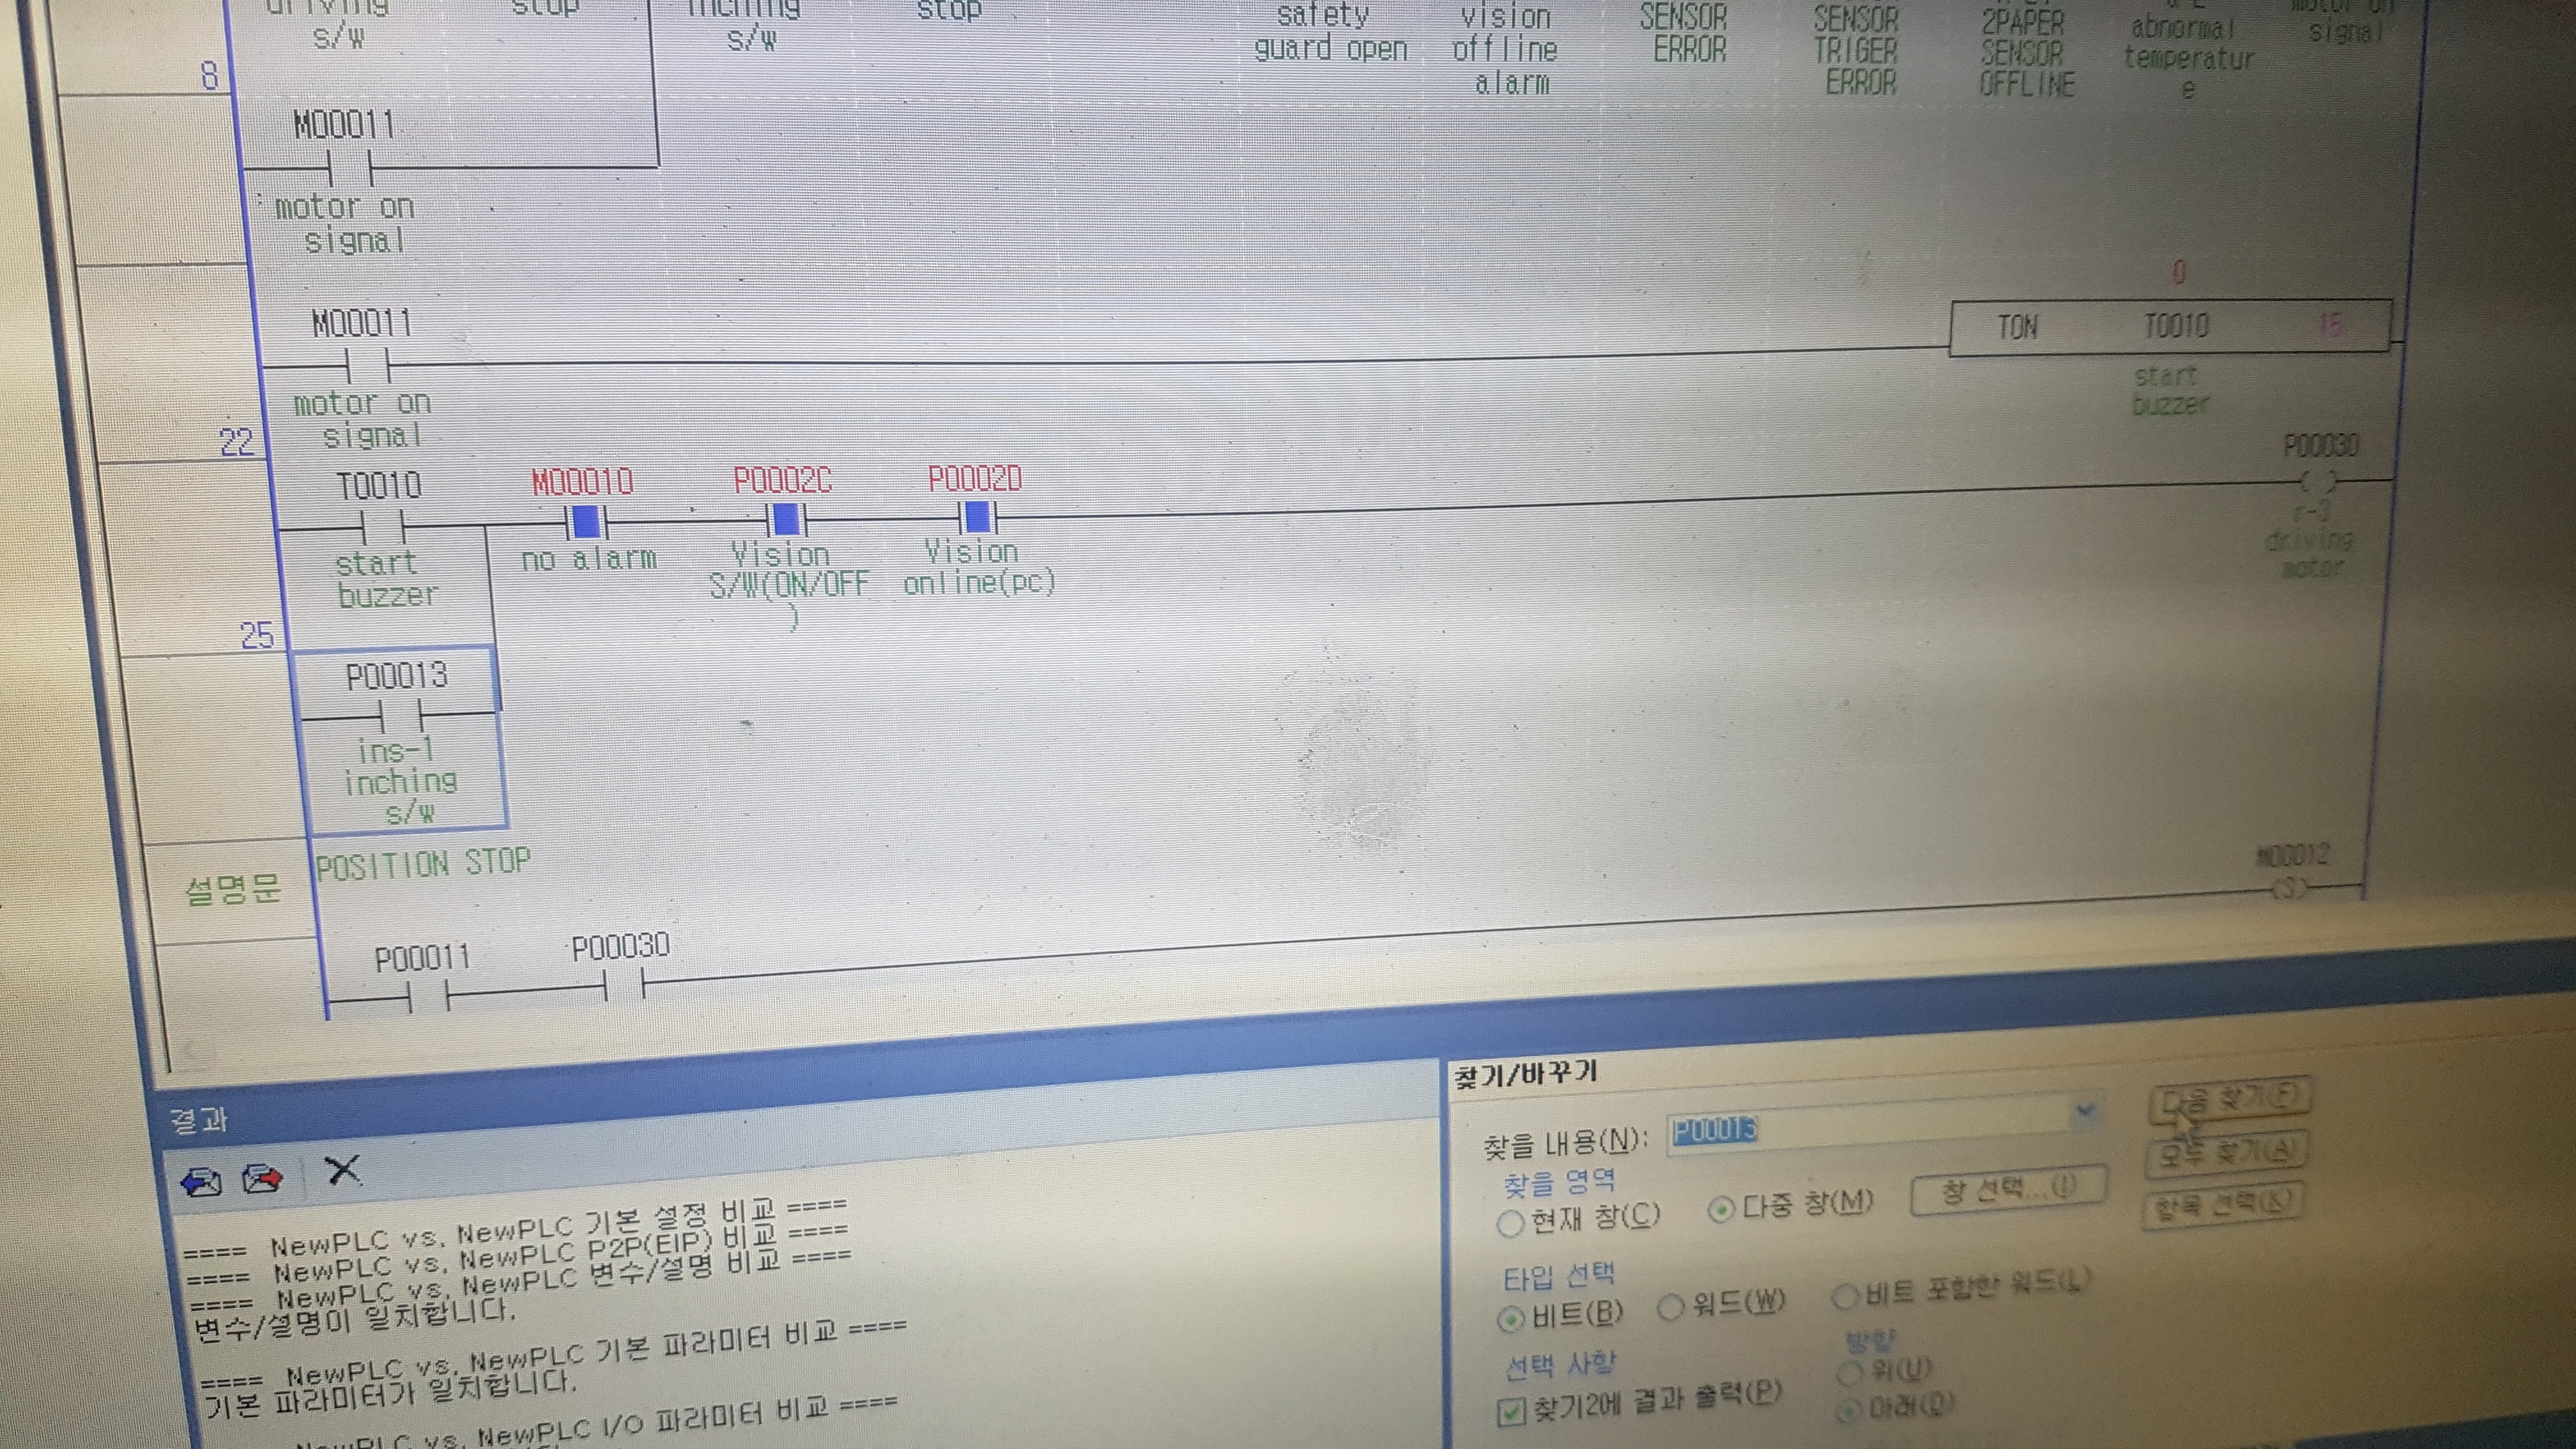 driving stop inching stop
s/w s/w
safety guard open
vision offline alarm
SENSOR ERROR
SENSOR TRIGER ERROR
2PAPER SENSOR OFFLINE
abnormal temperatur e
motor on signal
8
M00011
motor on
signal
0
M00011
TON T0010 15
motor on
signal
start
buzzer
22
T0010 M00010 P0002C P0002D P00030
start
buzzer
no alarm
Vision
S/W(ON/OFF
)
Vision
online(pc)
r-3
driving
motor
25
P00013
ins-1
inching
s/w
설명문 POSITION STOP
M00012
(S)
P00011 P00030
결과
==== NewPLC vs, NewPLC 기본 설정 비교 ====
==== NewPLC vs, NewPLC P2P(EIP) 비교 ====
==== NewPLC vs, NewPLC 변수/설명 비교 ====
변수/설명이 일치합니다.
==== NewPLC vs, NewPLC 기본 파라미터 비교 ====
기본 파라미터가 일치합니다.
NewPLC vs, NewPLC I/O 파라미터 비교 ====
찾기/바꾸기
찾을 내용(N): P00013 다음 찾기(F)
모두 찾기(A)
찾을 영역
현재 창(C) 다중 창(M) 창 선택...(I) 항목 선택(K)
타입 선택
비트(B) 워드(W) 비트 포함한 워드(L)
선택 사항 방향
찾기2에 결과 출력(P) 위(U)
아래(D)